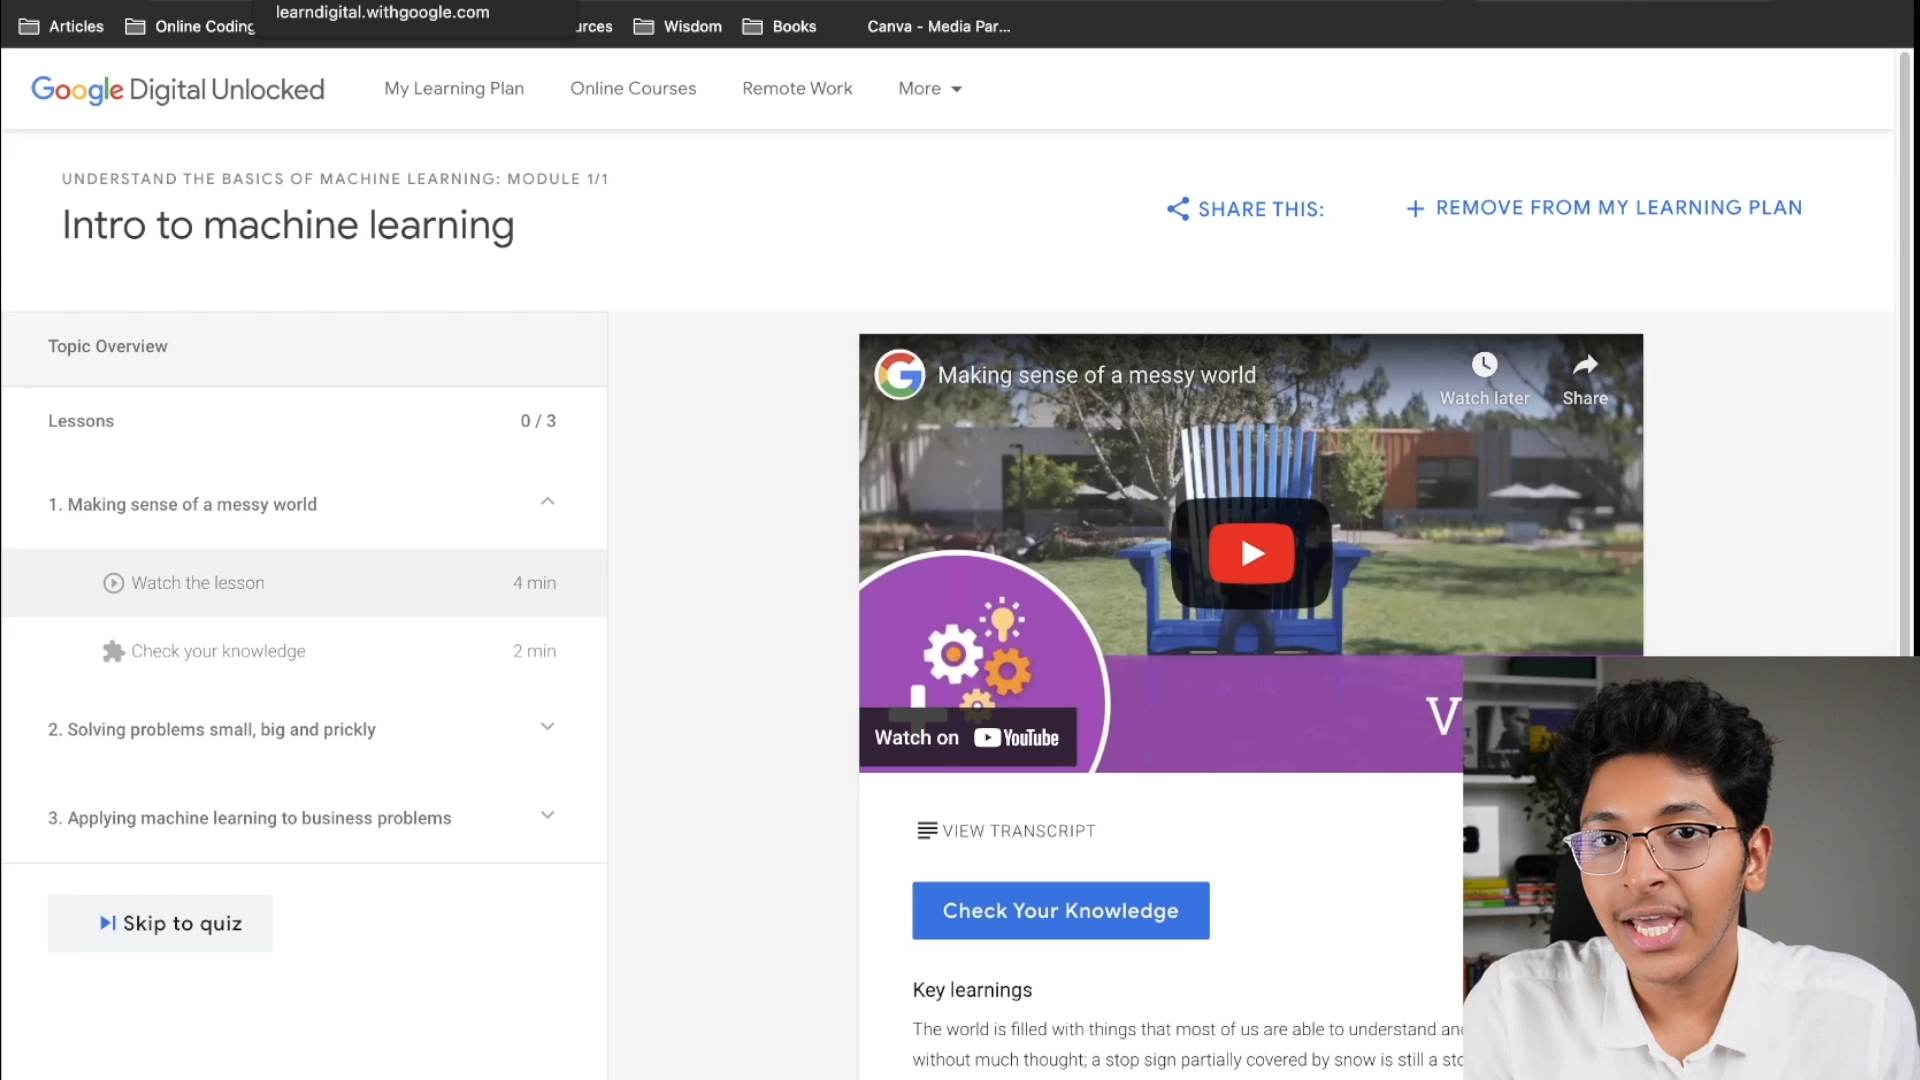 learndigital.withgoogle.com
Articles
Online Coding
urces
Wisdom
Books
Canva - Media Par...
Google Digital Unlocked
My Learning Plan
Online Courses
Remote Work
More
UNDERSTAND THE BASICS OF MACHINE LEARNING: MODULE 1/1
Intro to machine learning
SHARE THIS:
+ REMOVE FROM MY LEARNING PLAN
Topic Overview
Lessons 0 / 3
1. Making sense of a messy world
Watch the lesson 4 min
Check your knowledge 2 min
2. Solving problems small, big and prickly
3. Applying machine learning to business problems
Skip to quiz
Making sense of a messy world
Watch later
Share
V
Watch on YouTube
VIEW TRANSCRIPT
Check Your Knowledge
Key learnings
The world is filled with things that most of us are able to understand and
without much thought; a stop sign partially covered by snow is still a sto